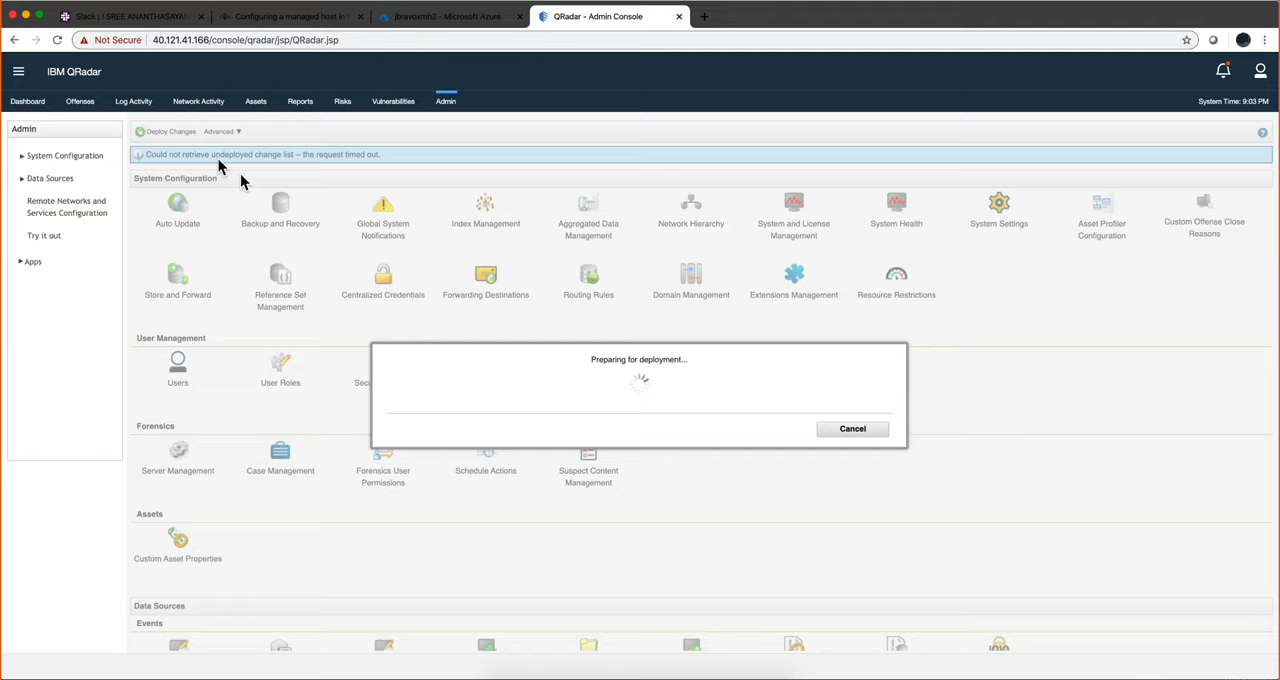 Slack | ! SREE ANANTHASAYAN
Configuring a managed host in
jbravoxmh2 - Microsoft Azure
QRadar - Admin Console
Not Secure 40.121.41.166/console/qradar/jsp/QRadar.jsp
IBM QRadar
Dashboard Offenses Log Activity Network Activity Assets Reports Risks Vulnerabilities Admin System Time: 9:03 PM
Admin
System Configuration
Data Sources
Remote Networks and
Services Configuration
Try it out
Apps
Deploy Changes Advanced
Could not retrieve undeployed change list -- the request timed out.
System Configuration
Auto Update
Backup and Recovery
Global System
Notifications
Index Management
Aggregated Data
Management
Network Hierarchy
System and License
Management
System Health
System Settings
Asset Profiler
Configuration
Custom Offense Close
Reasons
Store and Forward
Reference Set
Management
Centralized Credentials
Forwarding Destinations
Routing Rules
Domain Management
Extensions Management
Resource Restrictions
User Management
Users
User Roles
Preparing for deployment...
Cancel
Forensics
Server Management
Case Management
Forensics User
Permissions
Schedule Actions
Suspect Content
Management
Assets
Custom Asset Properties
Data Sources
Events